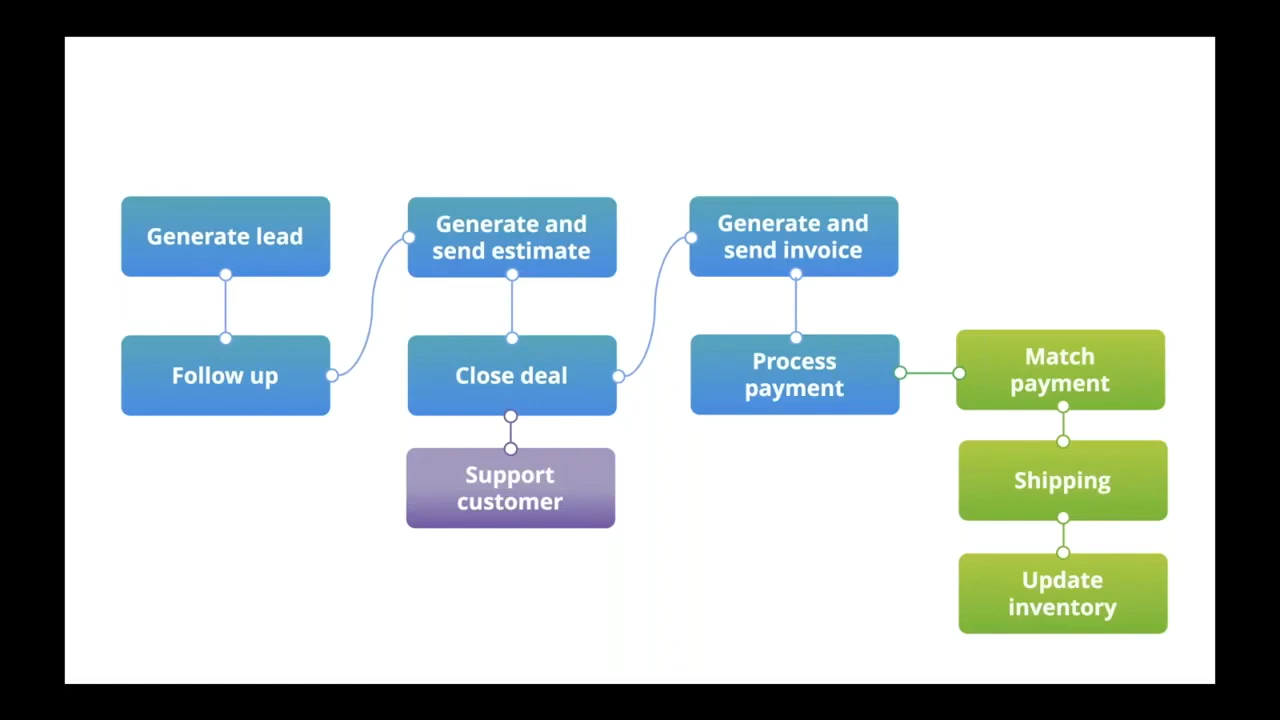 Generate lead
Follow up
Generate and
send estimate
Close deal
Support
customer
Generate and
send invoice
Process
payment
Match
payment
Shipping
Update
inventory